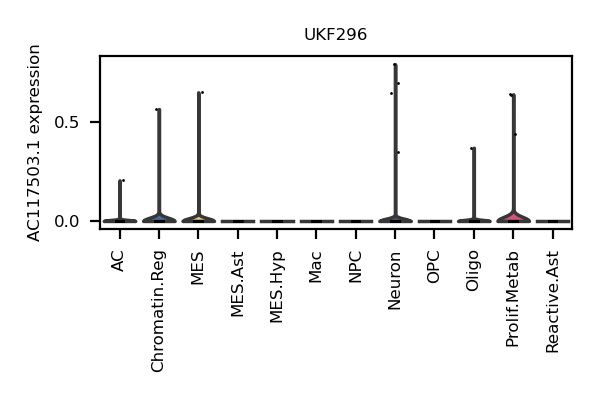 UKF296
AC117503.1 expression
0.5
0.0
AC
Chromatin.Reg
MES
MES.Ast
MES.Hyp
Mac
NPC
Neuron
OPC
Oligo
Prolif.Metab
Reactive.Ast